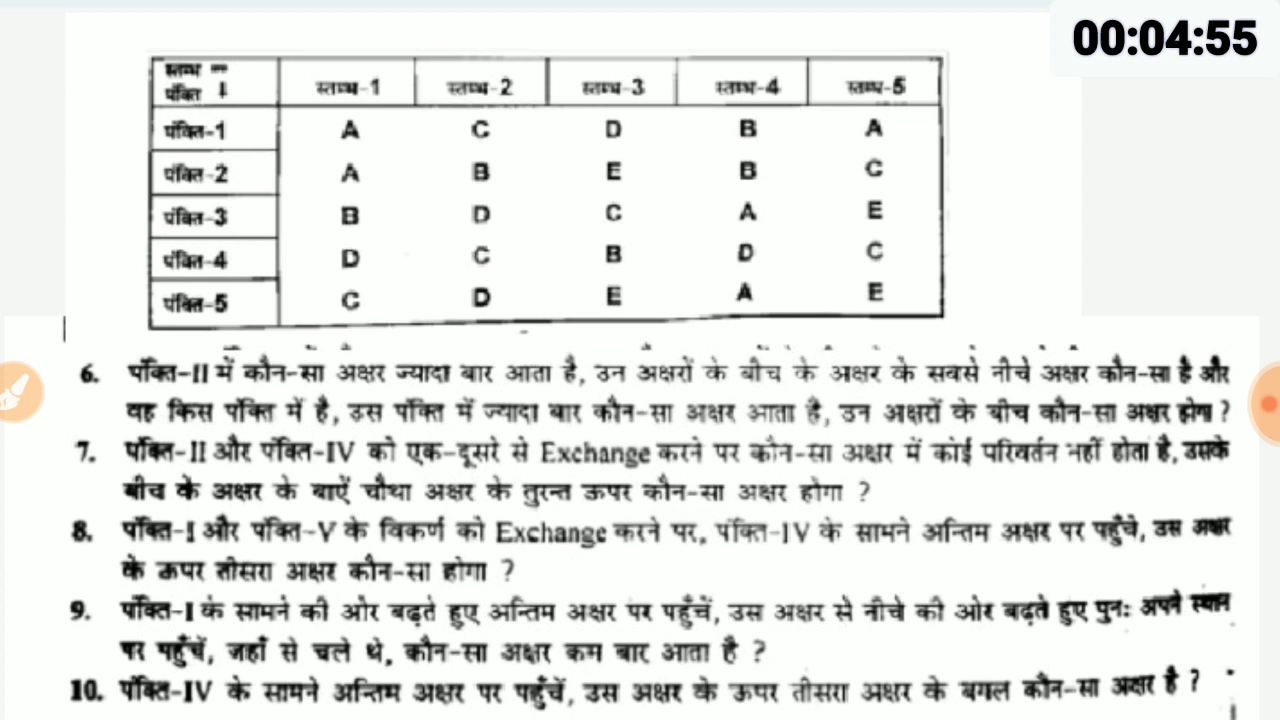 00:04:55
स्तम्भ →
पंक्ति ↓ स्तम्भ-1 स्तम्भ-2 स्तम्भ-3 स्तम्भ-4 स्तम्भ-5
पंक्ति-1 A C D B A
पंक्ति-2 A B E B C
पंक्ति-3 B D C A E
पंक्ति-4 D C B D C
पंक्ति-5 C D E A E
6. पंक्ति-II में कौन-सा अक्षर ज्यादा बार आता है, उन अक्षरों के बीच के अक्षर के सबसे नीचे अक्षर कौन-सा है और
वह किस पंक्ति में है, उस पंक्ति में ज्यादा बार कौन-सा अक्षर आता है, उन अक्षरों के बीच कौन-सा अक्षर होगा ?
7. पंक्ति-II और पंक्ति-IV को एक-दूसरे से Exchange करने पर कौन-सा अक्षर में कोई परिवर्तन नहीं होता है, उसके
बीच के अक्षर के बाऐं चौथा अक्षर के तुरन्त ऊपर कौन-सा अक्षर होगा ?
8. पंक्ति-I और पंक्ति-V के विकर्ण को Exchange करने पर, पंक्ति-IV के सामने अन्तिम अक्षर पर पहुँचे, उस अक्षर
के ऊपर तीसरा अक्षर कौन-सा होगा ?
9. पंक्ति-I के सामने की ओर बढ़ते हुए अन्तिम अक्षर पर पहुँचें, उस अक्षर से नीचे की ओर बढ़ते हुए पुनः अपने स्थान
पर पहुँचें, जहाँ से चले थे, कौन-सा अक्षर कम बार आता है ?
10. पंक्ति-IV के सामने अन्तिम अक्षर पर पहुँचें, उस अक्षर के ऊपर तीसरा अक्षर के बगल कौन-सा अक्षर है ?